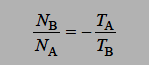 N_B/N_A = -T_A/T_B